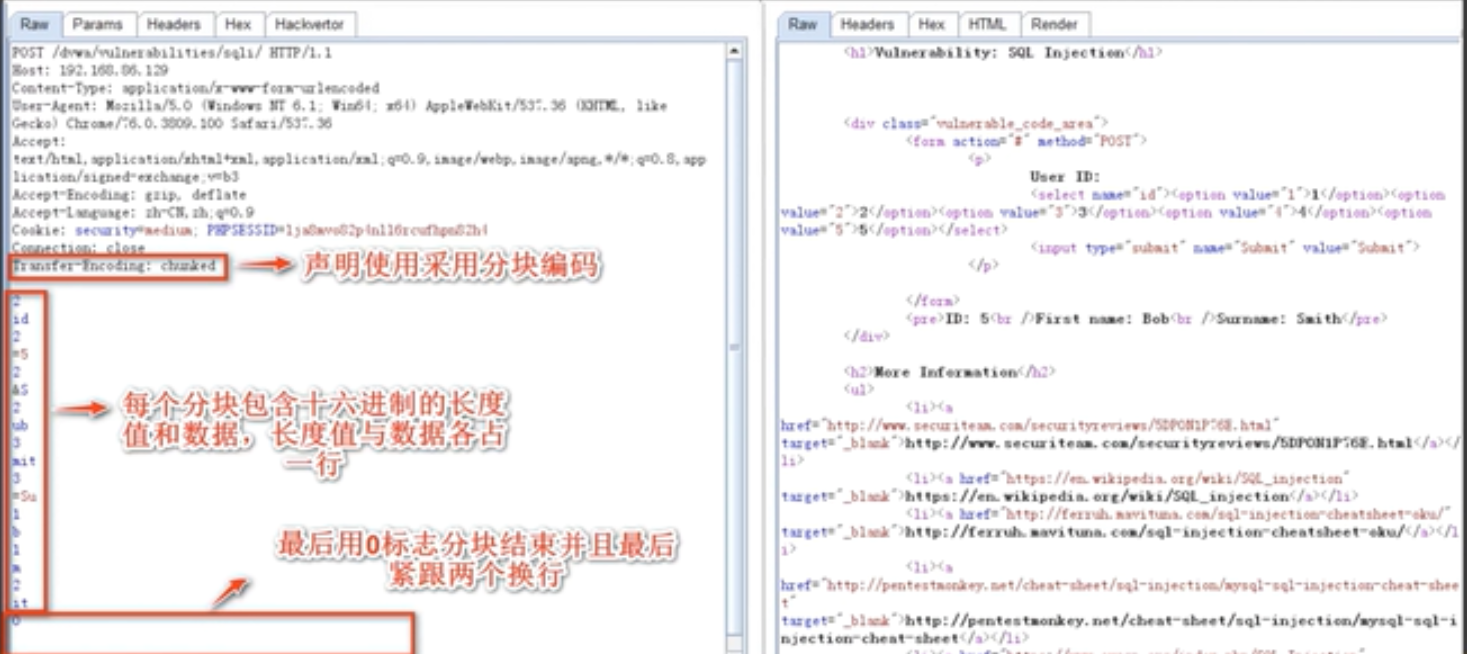 Raw Params Headers Hex Hackvertor
POST /dvwa/vulnerabilities/sqli/ HTTP/1.1
Host: 192.168.86.129
Content-Type: application/x-www-form-urlencoded
User-Agent: Mozilla/5.0 (Windows NT 6.1; Win64; x64) AppleWebKit/537.36 (KHTML, like
Gecko) Chrome/76.0.3809.100 Safari/537.36
Accept:
text/html,application/xhtml+xml,application/xml;q=0.9,image/webp,image/apng,*/*;q=0.8,app
lication/signed-exchange;v=b3
Accept-Encoding: gzip, deflate
Accept-Language: zh-CN,zh;q=0.9
Cookie: security=medium; PHPSESSID=
Connection: close
Transfer-Encoding: chunked
声明使用采用分块编码
2
id
2
=5
2
&S
2
ub
3
mit
3
=Su
1
b
1
m
2
it
0
每个分块包含十六进制的长度
值和数据，长度值与数据各占
一行
最后用0标志分块结束并且最后
紧跟两个换行
Raw Headers Hex HTML Render
<h1>Vulnerability: SQL Injection</h1>
<div class="vulnerable_code_area">
<form action="#" method="POST">
<p>
User ID:
<select name="id"><option value="1">1</option><option
value="2">2</option><option value="3">3</option><option value="4">4</option><option
value="5">5</option></select>
<input type="submit" name="Submit" value="Submit">
</p>
</form>
<pre>ID: 5<br />First name: Bob<br />Surname: Smith</pre>
</div>
<h2>More Information</h2>
<ul>
<li><a
href="http://www.securiteam.com/securityreviews/5DP0N1P76E.html"
target="_blank">http://www.securiteam.com/securityreviews/5DP0N1P76E.html</a></
li>
<li><a href="https://en.wikipedia.org/wiki/SQL_injection"
target="_blank">https://en.wikipedia.org/wiki/SQL_injection</a></li>
<li><a href="http://ferruh.mavituna.com/sql-injection-cheatsheet-oku/"
target="_blank">http://ferruh.mavituna.com/sql-injection-cheatsheet-oku/</a></l
i>
<li><a
href="http://pentestmonkey.net/cheat-sheet/sql-injection/mysql-sql-injection-cheat-shee
t"
target="_blank">http://pentestmonkey.net/cheat-sheet/sql-injection/mysql-sql-i
njection-cheat-sheet</a></li>